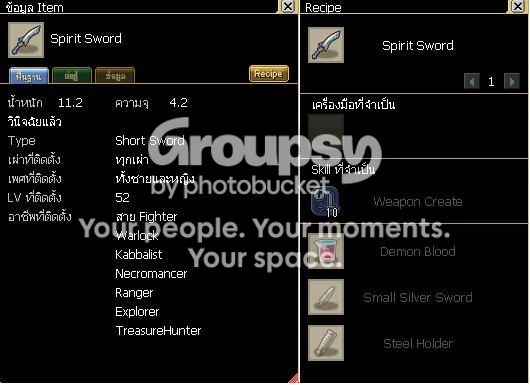 ข้อมูล Item
Spirit Sword
พื้นฐาน ต่อสู้ ข้อมูล Recipe
น้ำหนัก 11.2 ความจุ 4.2
วินิจฉัยแล้ว
Type Short Sword
เผ่าที่ติดตั้ง ทุกเผ่า
เพศที่ติดตั้ง ทั้งชายและหญิง
LV ที่ติดตั้ง 52
อาชีพที่ติดตั้ง สาย Fighter
Warlock
Kabbalist
Necromancer
Ranger
Explorer
TreasureHunter
Recipe
Spirit Sword
1
เครื่องมือที่จำเป็น
Skill ที่จำเป็น
10 Weapon Create
Demon Blood
Small Silver Sword
Steel Holder
Groupsy
by photobucket
Your people. Your moments.
Your space.